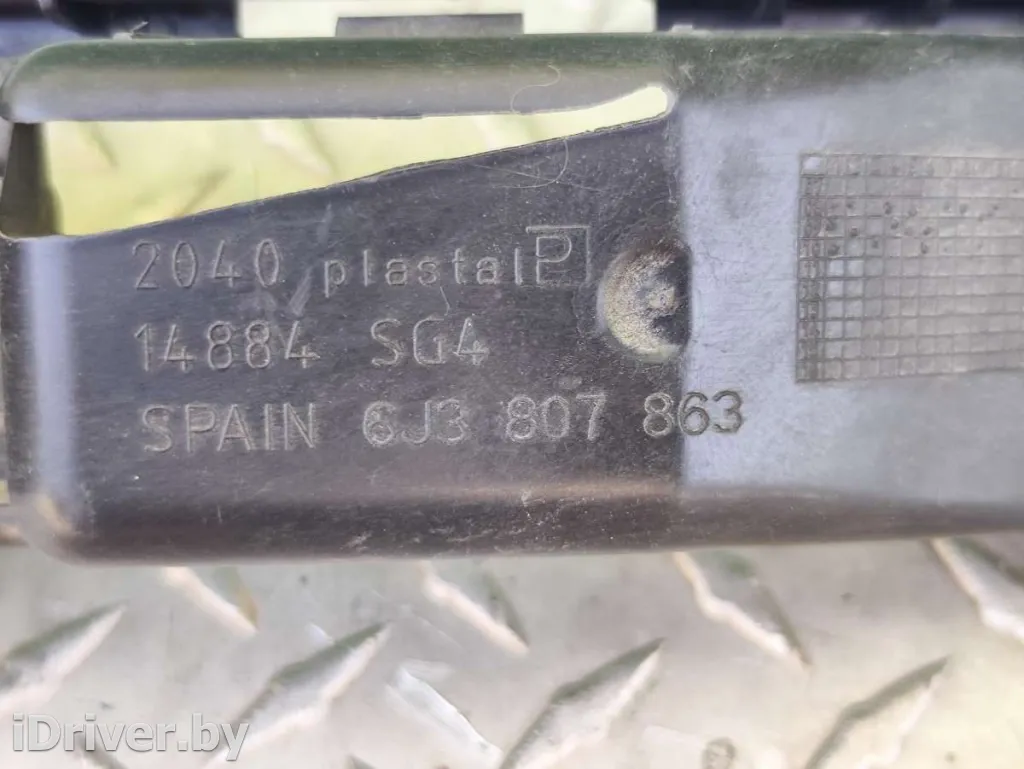 2040 plastal P
14884 SG4
SPAIN 6J3 807 863
iDriver.by